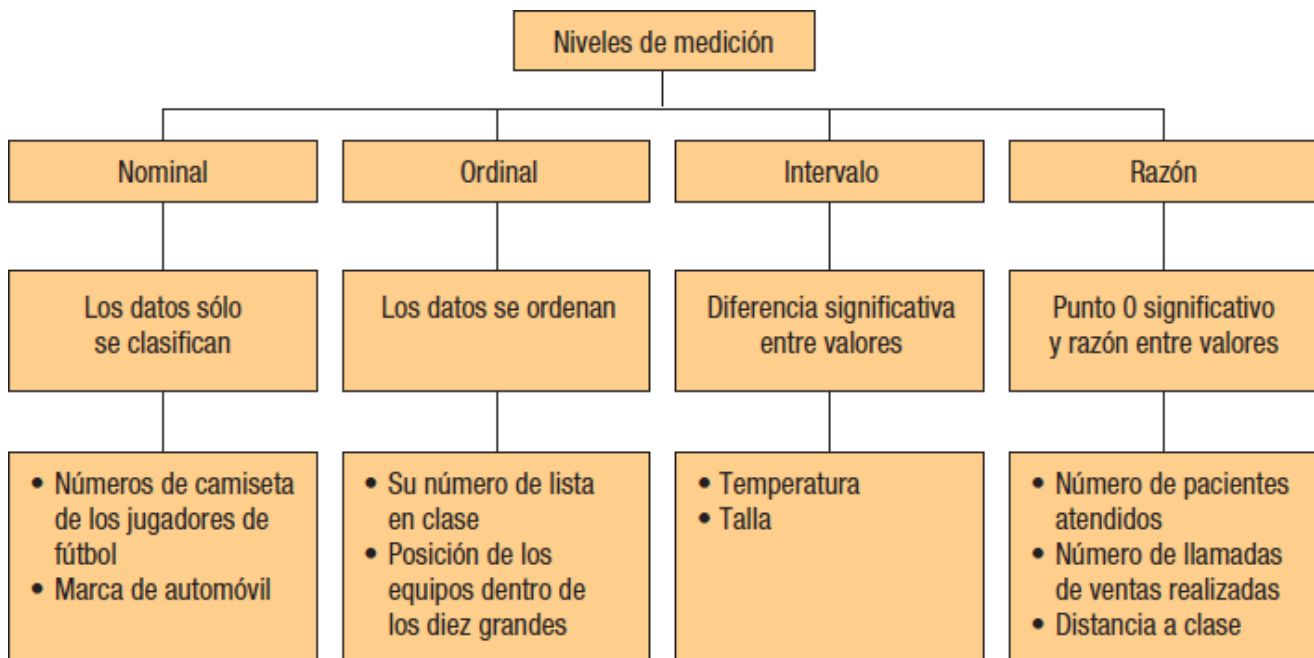 Niveles de medición
Nominal
Ordinal
Intervalo
Razón
Los datos sólo
se clasifican
Los datos se ordenan
Diferencia significativa
entre valores
Punto 0 significativo
y razón entre valores
• Números de camiseta
de los jugadores de
fútbol
• Marca de automóvil
• Su número de lista
en clase
• Posición de los
equipos dentro de
los diez grandes
• Temperatura
• Talla
• Número de pacientes
atendidos
• Número de llamadas
de ventas realizadas
• Distancia a clase